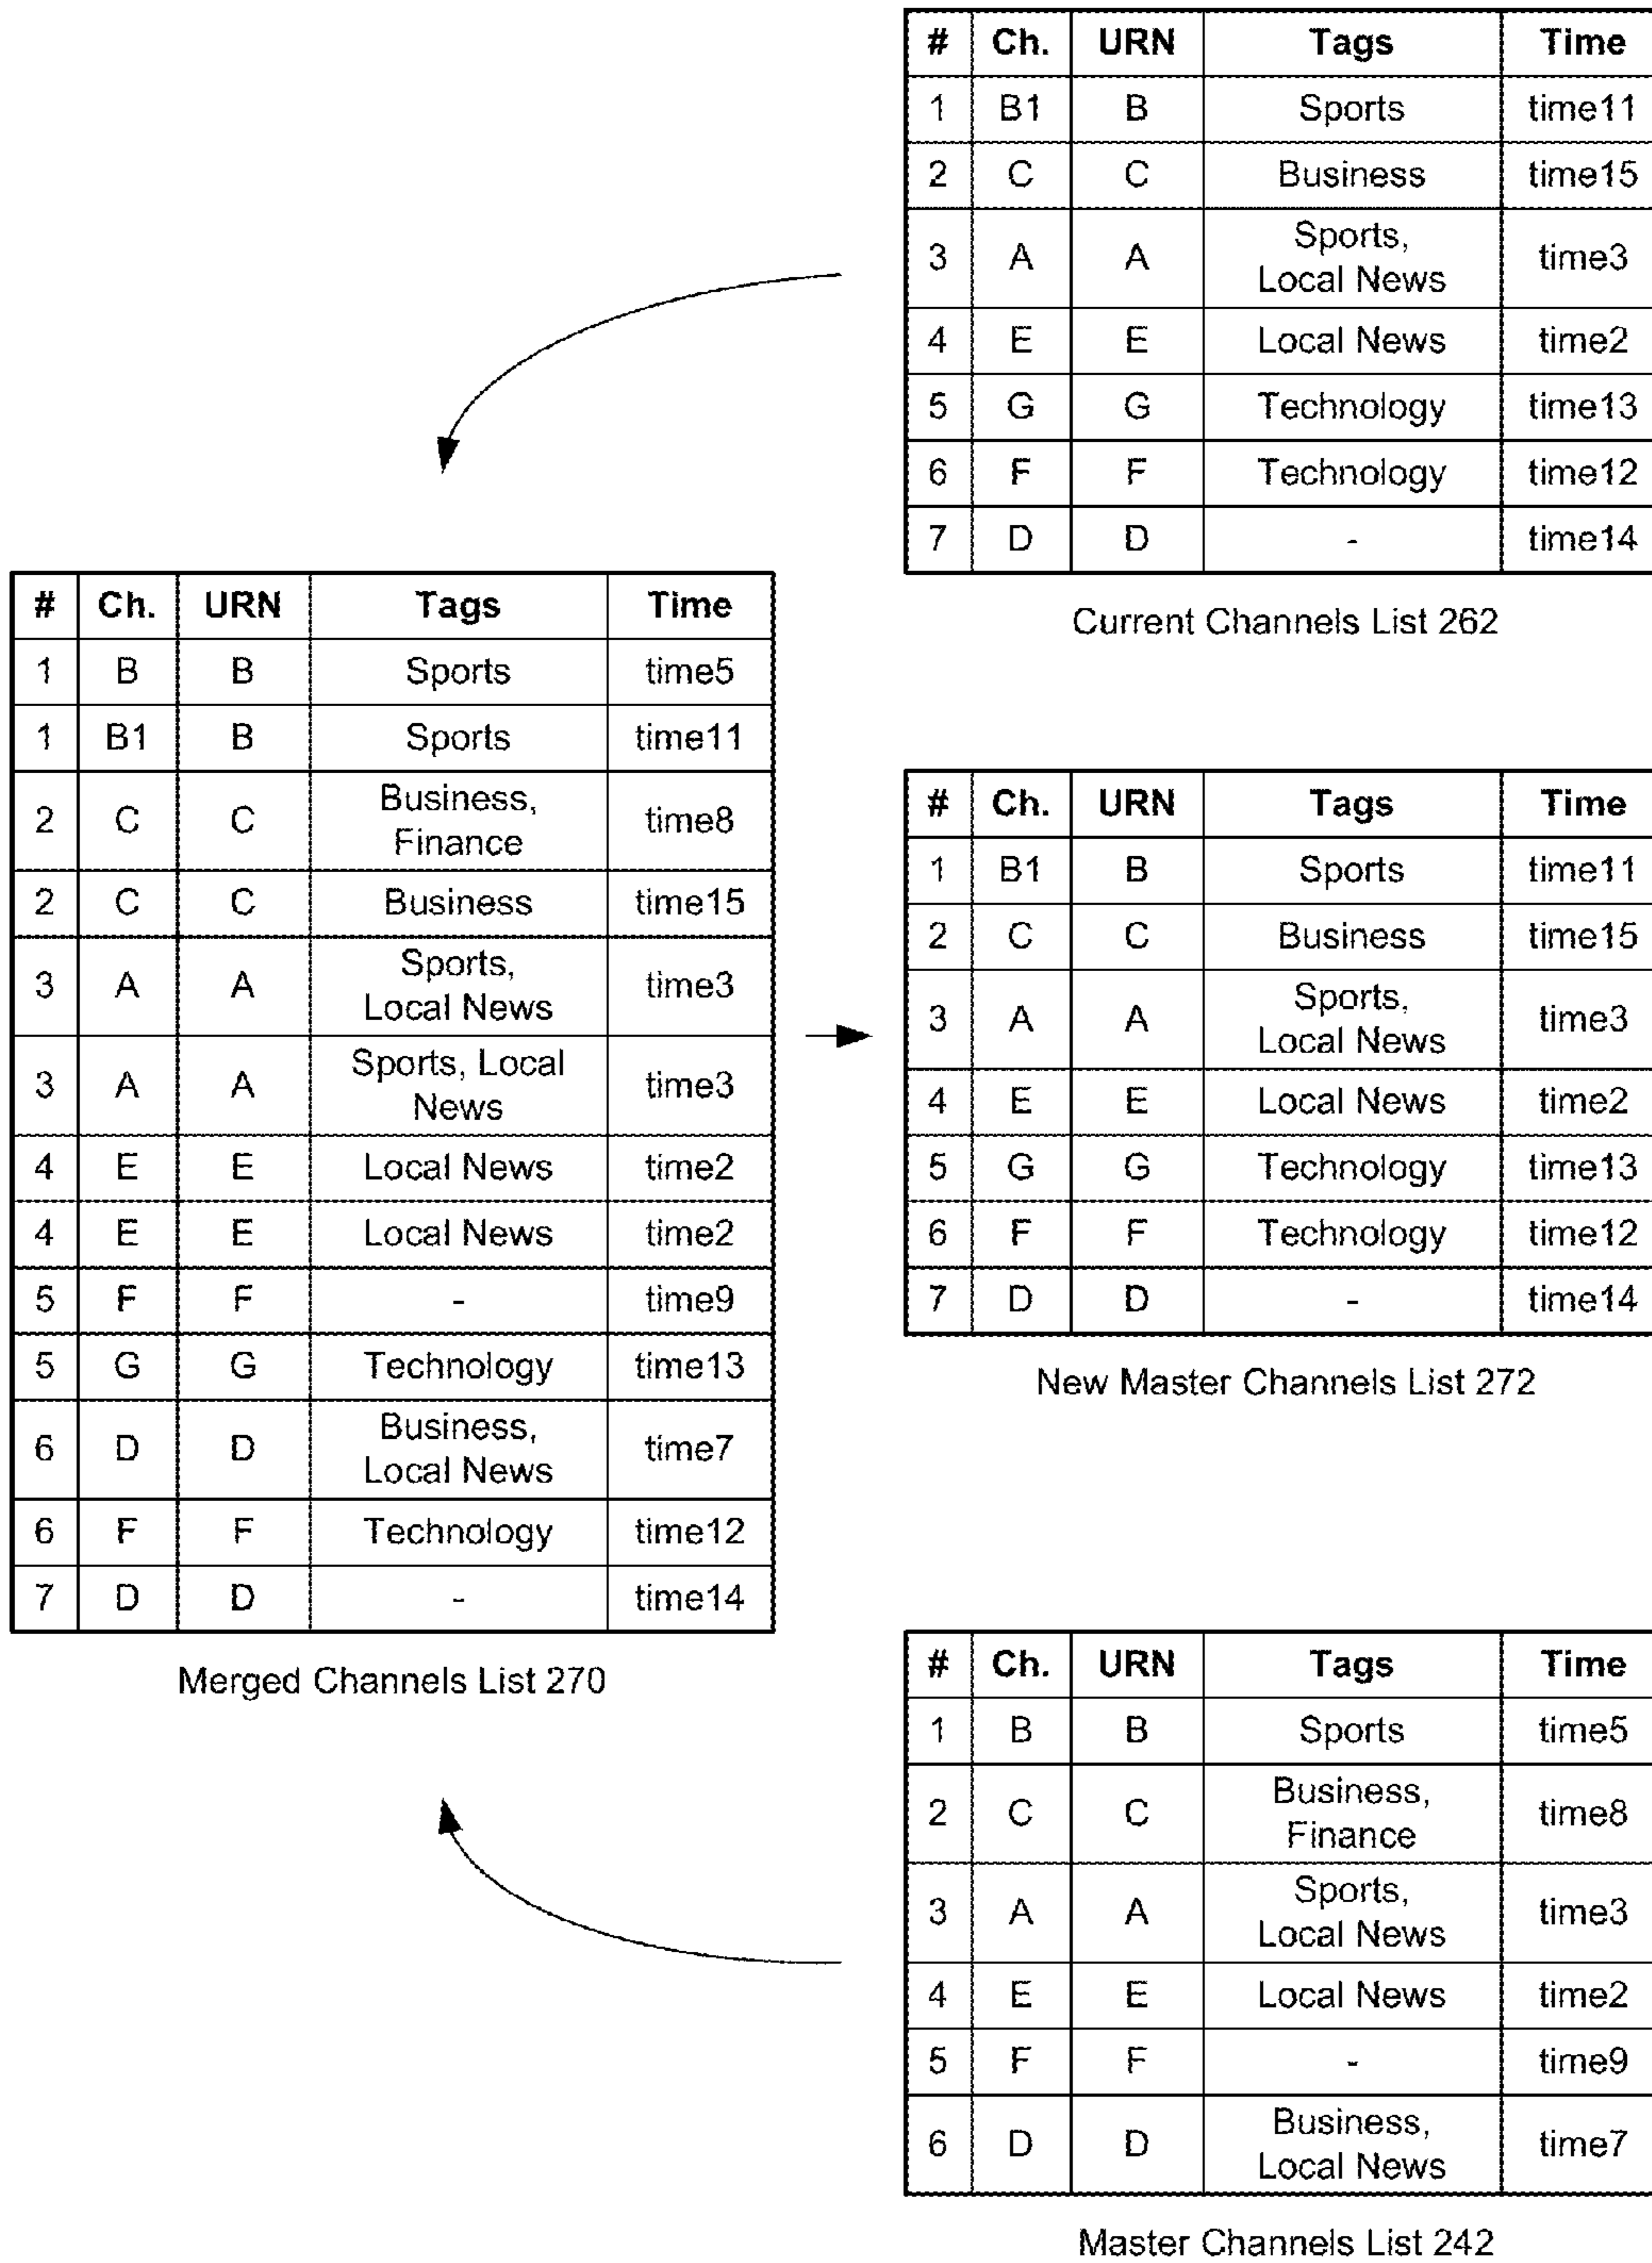 # Ch. URN Tags Time
1 B1 B Sports time11
2 C C Business time15
3 A A Sports, Local News time3
4 E E Local News time2
5 G G Technology time13
6 F F Technology time12
7 D D - time14
Current Channels List 262
# Ch. URN Tags Time
1 B B Sports time5
1 B1 B Sports time11
2 C C Business, Finance time8
2 C C Business time15
3 A A Sports, Local News time3
3 A A Sports, Local News time3
4 E E Local News time2
4 E E Local News time2
5 F F - time9
5 G G Technology time13
6 D D Business, Local News time7
6 F F Technology time12
7 D D - time14
Merged Channels List 270
# Ch. URN Tags Time
1 B1 B Sports time11
2 C C Business time15
3 A A Sports, Local News time3
4 E E Local News time2
5 G G Technology time13
6 F F Technology time12
7 D D - time14
New Master Channels List 272
# Ch. URN Tags Time
1 B B Sports time5
2 C C Business, Finance time8
3 A A Sports, Local News time3
4 E E Local News time2
5 F F - time9
6 D D Business, Local News time7
Master Channels List 242